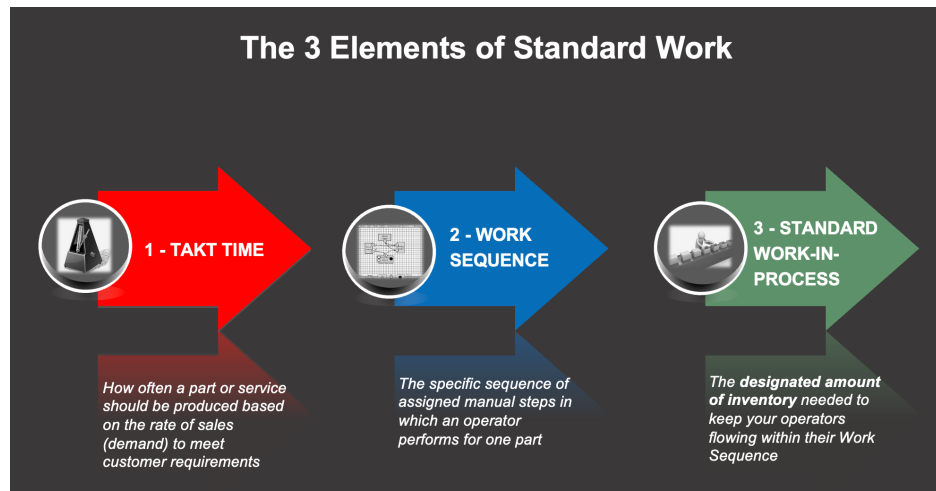 The 3 Elements of Standard Work
1 - TAKT TIME
2 - WORK
SEQUENCE
3 - STANDARD
WORK-IN-
PROCESS
How often a part or service
should be produced based
on the rate of sales
(demand) to meet
customer requirements
The specific sequence of
assigned manual steps in
which an operator
performs for one part
The designated amount
of inventory needed to
keep your operators
flowing within their Work
Sequence